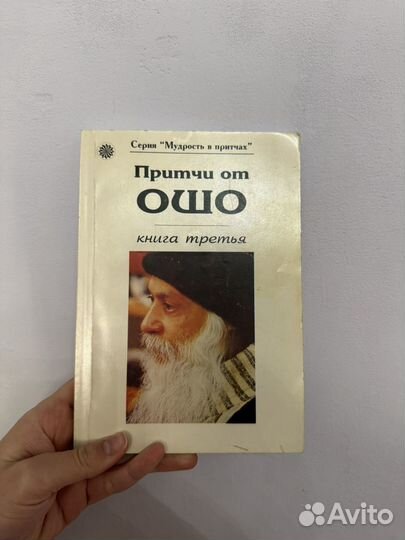 Серия "Мудрость в притчах"
Притчи от
ОШО
книга третья
Avito